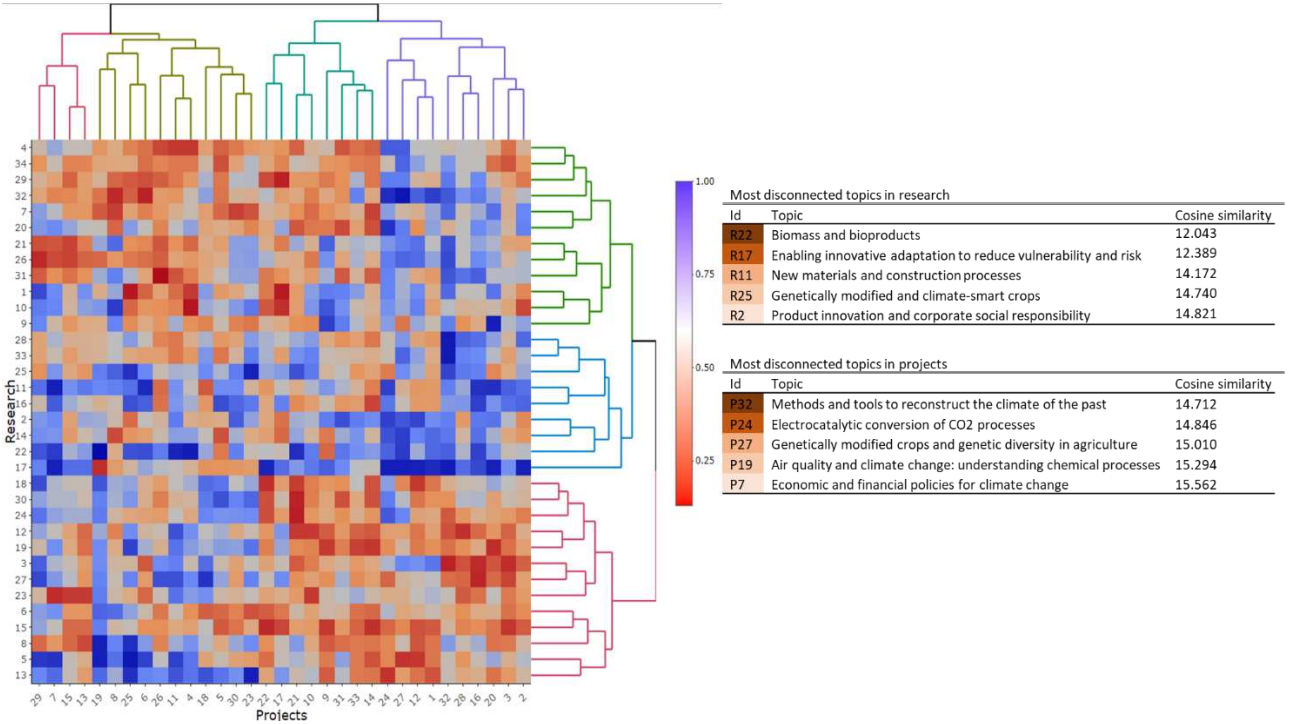 4
34
29
32
7
20
21
26
31
1
10
9
28
33
25
11
16
2
14
22
17
18
30
24
12
19
3
27
23
6
15
8
5
13
Research
29 7 15 13 19 8 25 6 26 11 4 18 5 30 23 22 17 21 10 9 31 33 14 24 27 12 1 32 28 16 20 3 2
Projects
1.00
0.75
0.50
0.25
Most disconnected topics in research
Id Topic Cosine similarity
R22 Biomass and bioproducts 12.043
R17 Enabling innovative adaptation to reduce vulnerability and risk 12.389
R11 New materials and construction processes 14.172
R25 Genetically modified and climate-smart crops 14.740
R2 Product innovation and corporate social responsibility 14.821
Most disconnected topics in projects
Id Topic Cosine similarity
P32 Methods and tools to reconstruct the climate of the past 14.712
P24 Electrocatalytic conversion of CO2 processes 14.846
P27 Genetically modified crops and genetic diversity in agriculture 15.010
P19 Air quality and climate change: understanding chemical processes 15.294
P7 Economic and financial policies for climate change 15.562